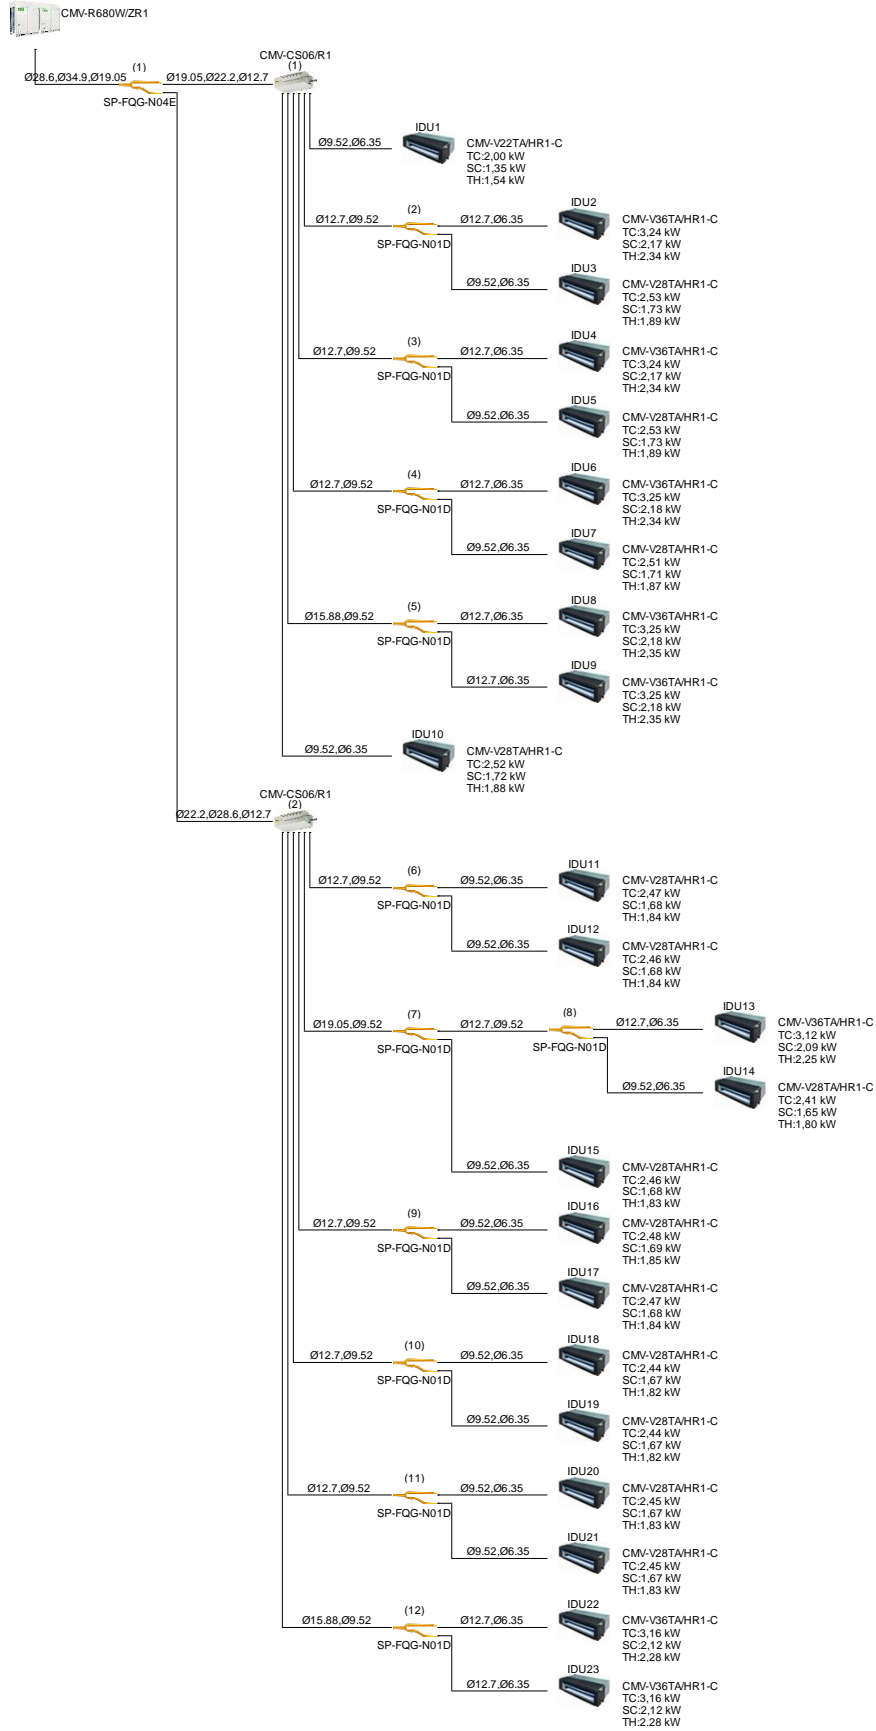 CMV-R680W/ZR1
CMV-CS06/R1
(1)
(1)
Ø28.6,Ø34.9,Ø19.05
Ø19.05,Ø22.2,Ø12.7
SP-FQG-N04E
IDU1
Ø9.52,Ø6.35
CMV-V22TA/HR1-C
TC:2,00 kW
SC:1,35 kW
TH:1,54 kW
IDU2
(2)
Ø12.7,Ø9.52
Ø12.7,Ø6.35
CMV-V36TA/HR1-C
TC:3,24 kW
SC:2,17 kW
TH:2,34 kW
SP-FQG-N01D
IDU3
Ø9.52,Ø6.35
CMV-V28TA/HR1-C
TC:2,53 kW
SC:1,73 kW
TH:1,89 kW
IDU4
(3)
Ø12.7,Ø9.52
Ø12.7,Ø6.35
CMV-V36TA/HR1-C
TC:3,24 kW
SC:2,17 kW
TH:2,34 kW
SP-FQG-N01D
IDU5
Ø9.52,Ø6.35
CMV-V28TA/HR1-C
TC:2,53 kW
SC:1,73 kW
TH:1,89 kW
IDU6
(4)
Ø12.7,Ø9.52
Ø12.7,Ø6.35
CMV-V36TA/HR1-C
TC:3,25 kW
SC:2,18 kW
TH:2,34 kW
SP-FQG-N01D
IDU7
Ø9.52,Ø6.35
CMV-V28TA/HR1-C
TC:2,51 kW
SC:1,71 kW
TH:1,87 kW
IDU8
(5)
Ø15.88,Ø9.52
Ø12.7,Ø6.35
CMV-V36TA/HR1-C
TC:3,25 kW
SC:2,18 kW
TH:2,35 kW
SP-FQG-N01D
IDU9
Ø12.7,Ø6.35
CMV-V36TA/HR1-C
TC:3,25 kW
SC:2,18 kW
TH:2,35 kW
IDU10
Ø9.52,Ø6.35
CMV-V28TA/HR1-C
TC:2,52 kW
SC:1,72 kW
TH:1,88 kW
CMV-CS06/R1
(2)
Ø22.2,Ø28.6,Ø12.7
IDU11
(6)
Ø12.7,Ø9.52
Ø9.52,Ø6.35
CMV-V28TA/HR1-C
TC:2,47 kW
SC:1,68 kW
TH:1,84 kW
SP-FQG-N01D
IDU12
Ø9.52,Ø6.35
CMV-V28TA/HR1-C
TC:2,46 kW
SC:1,68 kW
TH:1,84 kW
IDU13
(7)
(8)
Ø19.05,Ø9.52
Ø12.7,Ø9.52
Ø12.7,Ø6.35
CMV-V36TA/HR1-C
TC:3,12 kW
SC:2,09 kW
TH:2,25 kW
SP-FQG-N01D
SP-FQG-N01D
IDU14
Ø9.52,Ø6.35
CMV-V28TA/HR1-C
TC:2,41 kW
SC:1,65 kW
TH:1,80 kW
IDU15
Ø9.52,Ø6.35
CMV-V28TA/HR1-C
TC:2,46 kW
SC:1,68 kW
TH:1,83 kW
IDU16
(9)
Ø12.7,Ø9.52
Ø9.52,Ø6.35
CMV-V28TA/HR1-C
TC:2,48 kW
SC:1,69 kW
TH:1,85 kW
SP-FQG-N01D
IDU17
Ø9.52,Ø6.35
CMV-V28TA/HR1-C
TC:2,47 kW
SC:1,68 kW
TH:1,84 kW
IDU18
(10)
Ø12.7,Ø9.52
Ø9.52,Ø6.35
CMV-V28TA/HR1-C
TC:2,44 kW
SC:1,67 kW
TH:1,82 kW
SP-FQG-N01D
IDU19
Ø9.52,Ø6.35
CMV-V28TA/HR1-C
TC:2,44 kW
SC:1,67 kW
TH:1,82 kW
IDU20
(11)
Ø12.7,Ø9.52
Ø9.52,Ø6.35
CMV-V28TA/HR1-C
TC:2,45 kW
SC:1,67 kW
TH:1,83 kW
SP-FQG-N01D
IDU21
Ø9.52,Ø6.35
CMV-V28TA/HR1-C
TC:2,45 kW
SC:1,67 kW
TH:1,83 kW
IDU22
(12)
Ø15.88,Ø9.52
Ø12.7,Ø6.35
CMV-V36TA/HR1-C
TC:3,16 kW
SC:2,12 kW
TH:2,28 kW
SP-FQG-N01D
IDU23
Ø12.7,Ø6.35
CMV-V36TA/HR1-C
TC:3,16 kW
SC:2,12 kW
TH:2,28 kW